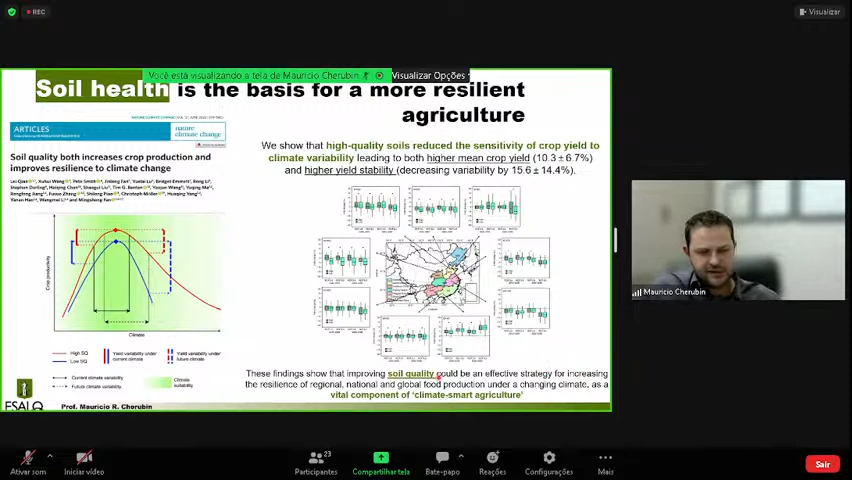 REC
Visualizar
Você está visualizando a tela de Mauricio Cherubin
Visualizar Opções
Soil health is the basis for a more resilient
agriculture
ARTICLES
nature
climate change
Soil quality both increases crop production and
improves resilience to climate change
We show that high-quality soils reduced the sensitivity of crop yield to
climate variability leading to both higher mean crop yield (10.3 ± 6.7%)
and higher yield stability (decreasing variability by 15.6 ± 14.4%).
Crop productivity
Climate
High SQ
Low SQ
Yield variability under
current climate
Yield variability under
future climate
Current climate variability
Future climate variability
Climate
suitability
These findings show that improving soil quality could be an effective strategy for increasing
the resilience of regional, national and global food production under a changing climate, as a
vital component of 'climate-smart agriculture'
ESALQ
Prof. Mauricio R. Cherubin
Mauricio Cherubin
23
Ativar som
Iniciar vídeo
Participantes
Compartilhar tela
Bate-papo
Reações
Configurações
Mais
Sair